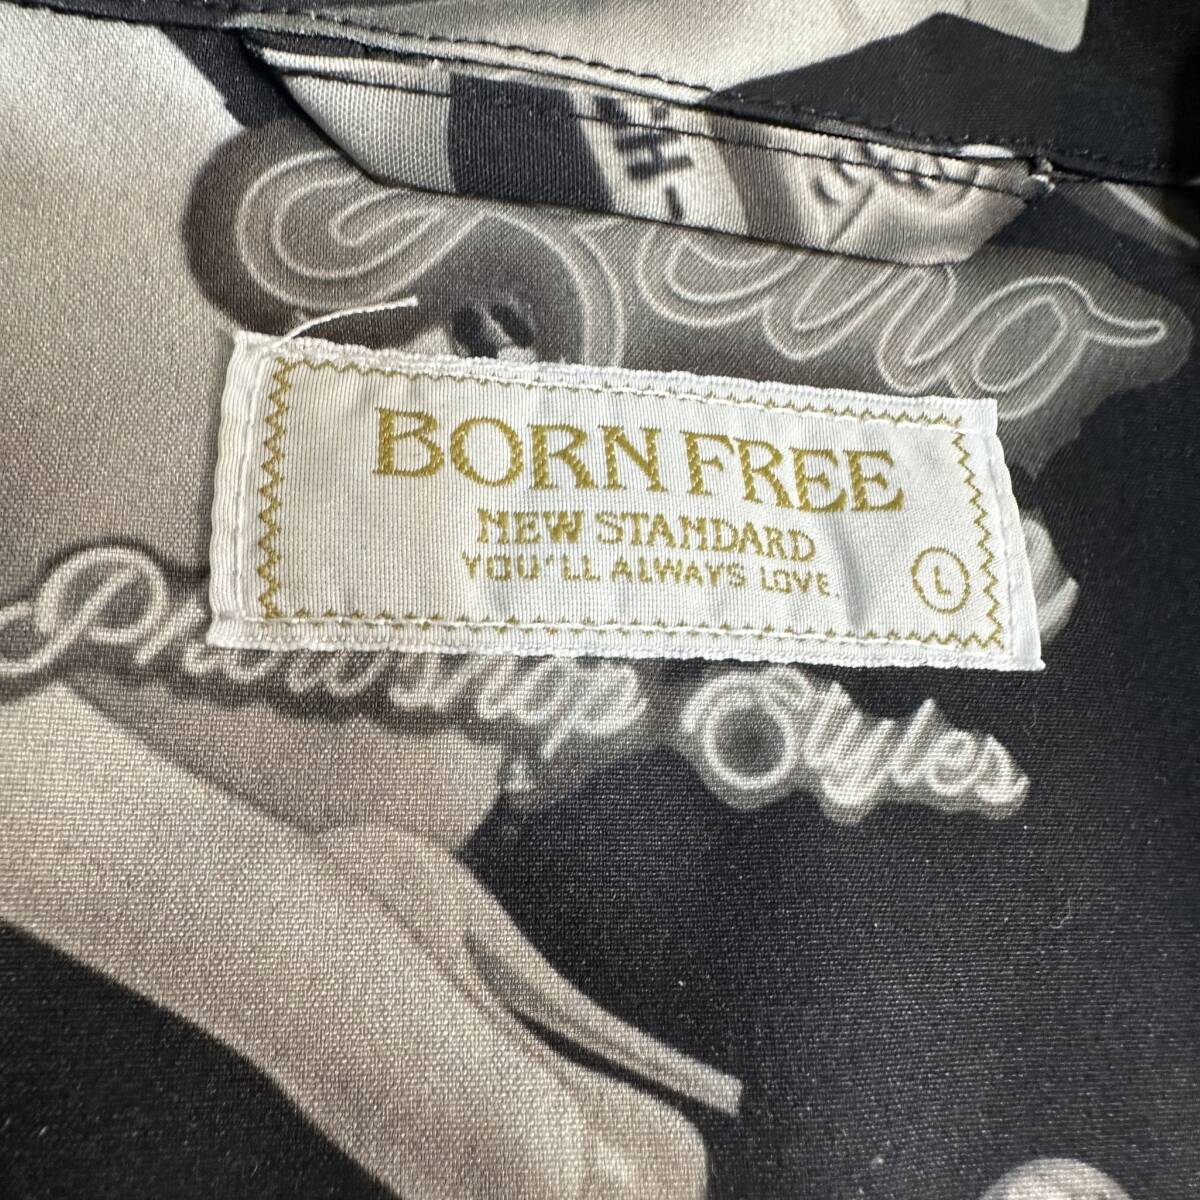 BORN FREE
NEW STANDARD
YOU'LL ALWAYS LOVE.
L
Photoshop Styles